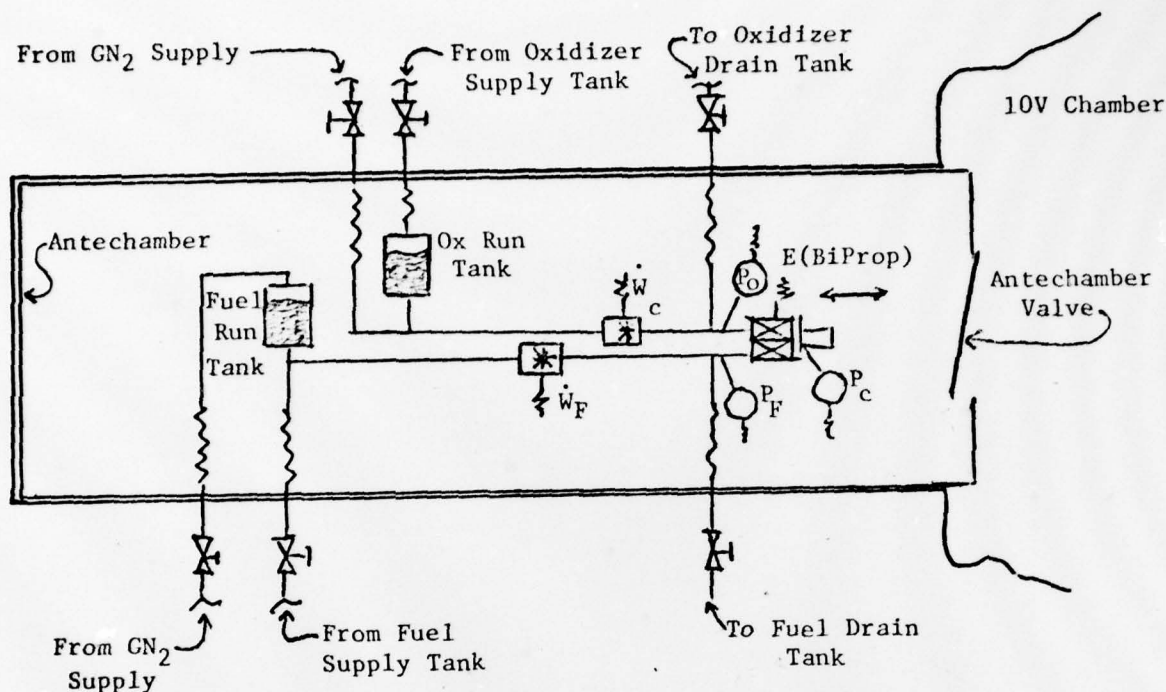 From GN₂ Supply
From Oxidizer
Supply Tank
To Oxidizer
Drain Tank
10V Chamber
Antechamber
Ox Run
Tank
Ẇc
Po
E(BiProp)
Antechamber
Valve
Fuel
Run
Tank
ẆF
PF
Pc
From GN₂
Supply
From Fuel
Supply Tank
To Fuel Drain
Tank